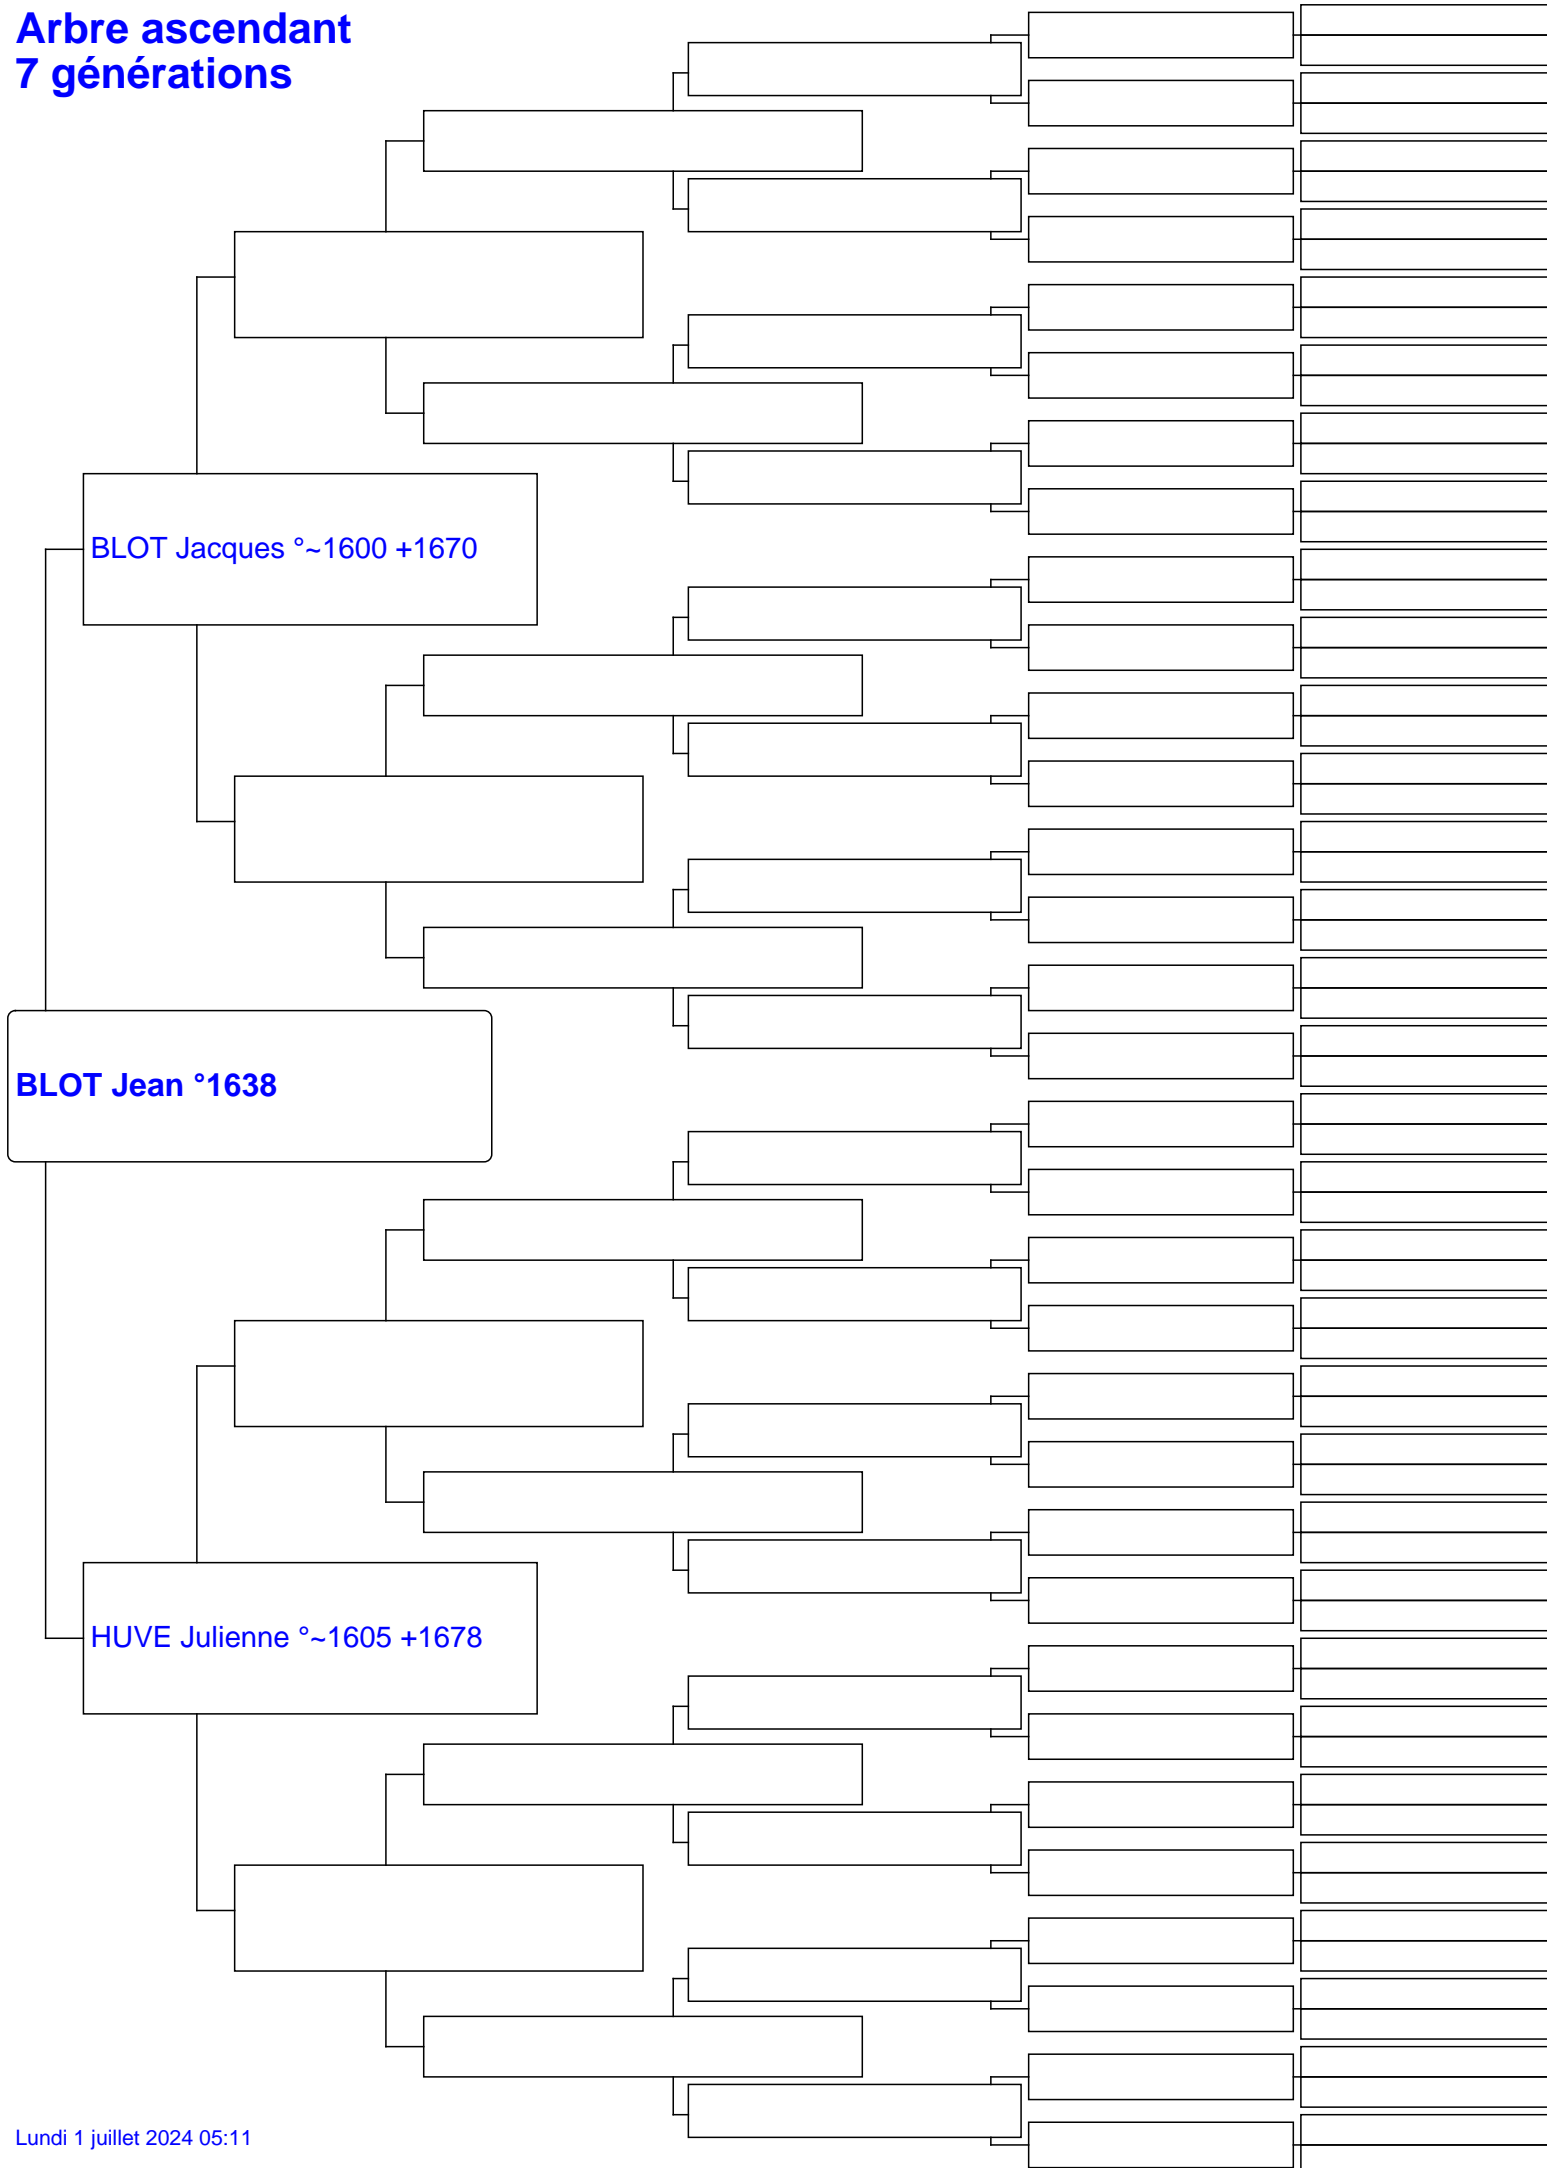 Arbre ascendant
7 générations
BLOT Jacques °~1600 +1670
BLOT Jean °1638
HUVE Julienne °~1605 +1678
Lundi 1 juillet 2024 05:11